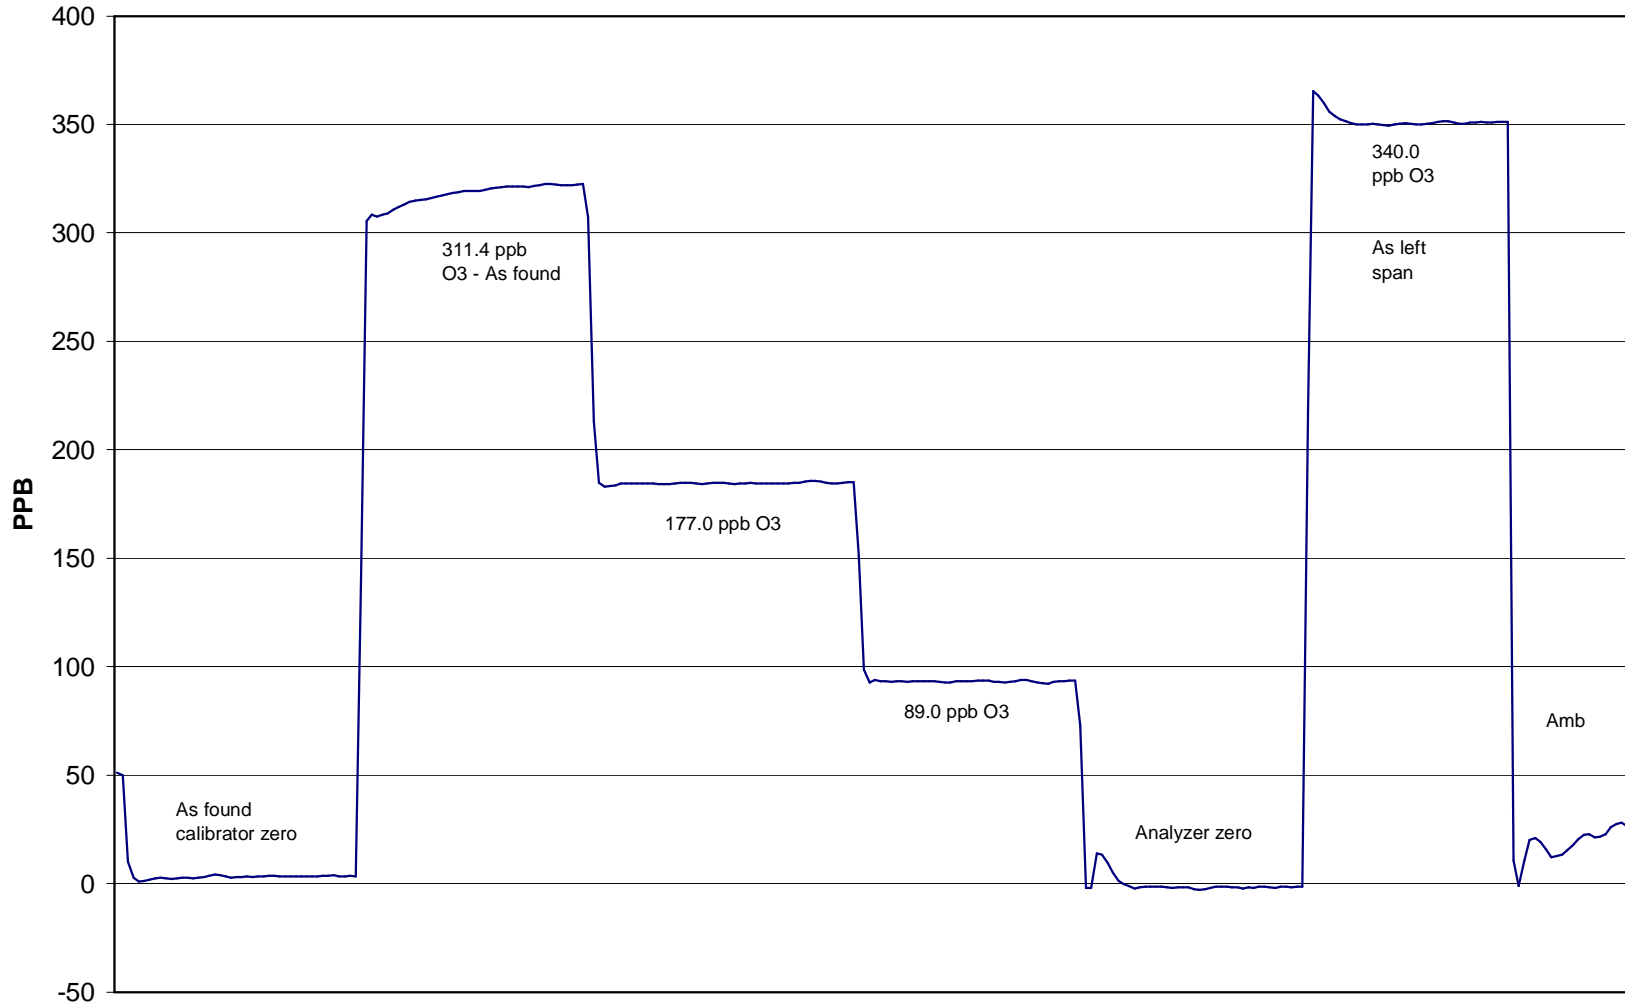 400
350
300
250
200
150
100
50
0
-50
PPB
As found
calibrator zero
311.4 ppb
O3 - As found
177.0 ppb O3
89.0 ppb O3
Analyzer zero
340.0
ppb O3
As left
span
Amb